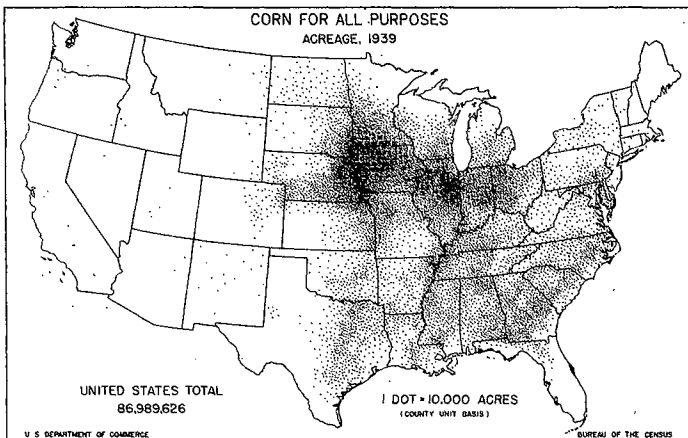 CORN FOR ALL PURPOSES
ACREAGE, 1939
UNITED STATES TOTAL
86,989,626
1 DOT = 10,000 ACRES
(COUNTY UNIT BASIS)
U S DEPARTMENT OF COMMERCE
BUREAU OF THE CENSUS